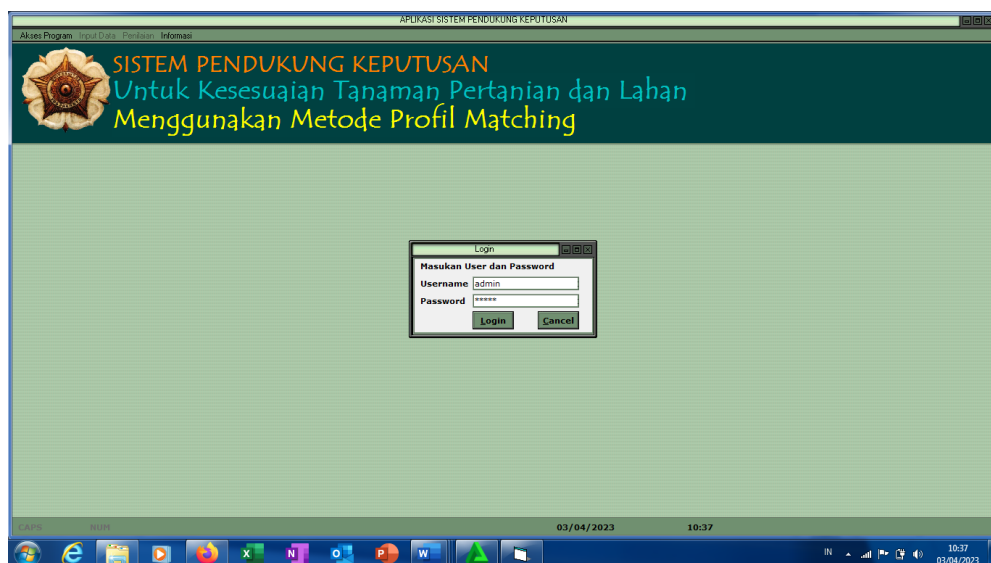 APLIKASI SISTEM PENDUKUNG KEPUTUSAN
Akses Program Input Data Penilaian Informasi
SISTEM PENDUKUNG KEPUTUSAN
Untuk Kesesuaian Tanaman Pertanian dan Lahan
Menggunakan Metode Profil Matching
Login
Masukan User dan Password
Username admin
Password *****
Login Cancel
CAPS NUM 03/04/2023 10:37
IN 10:37
03/04/2023